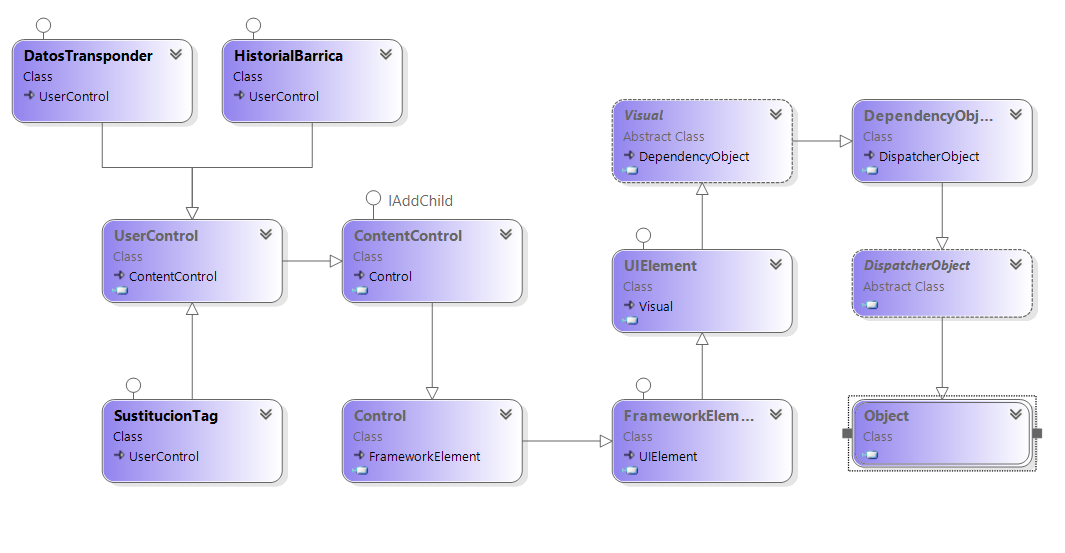 DatosTransponder
Class
UserControl
HistorialBarrica
Class
UserControl
Visual
Abstract Class
DependencyObject
DependencyObj...
Class
DispatcherObject
IAddChild
UserControl
Class
ContentControl
ContentControl
Class
Control
UIElement
Class
Visual
DispatcherObject
Abstract Class
SustitucionTag
Class
UserControl
Control
Class
FrameworkElement
FrameworkElem...
Class
UIElement
Object
Class